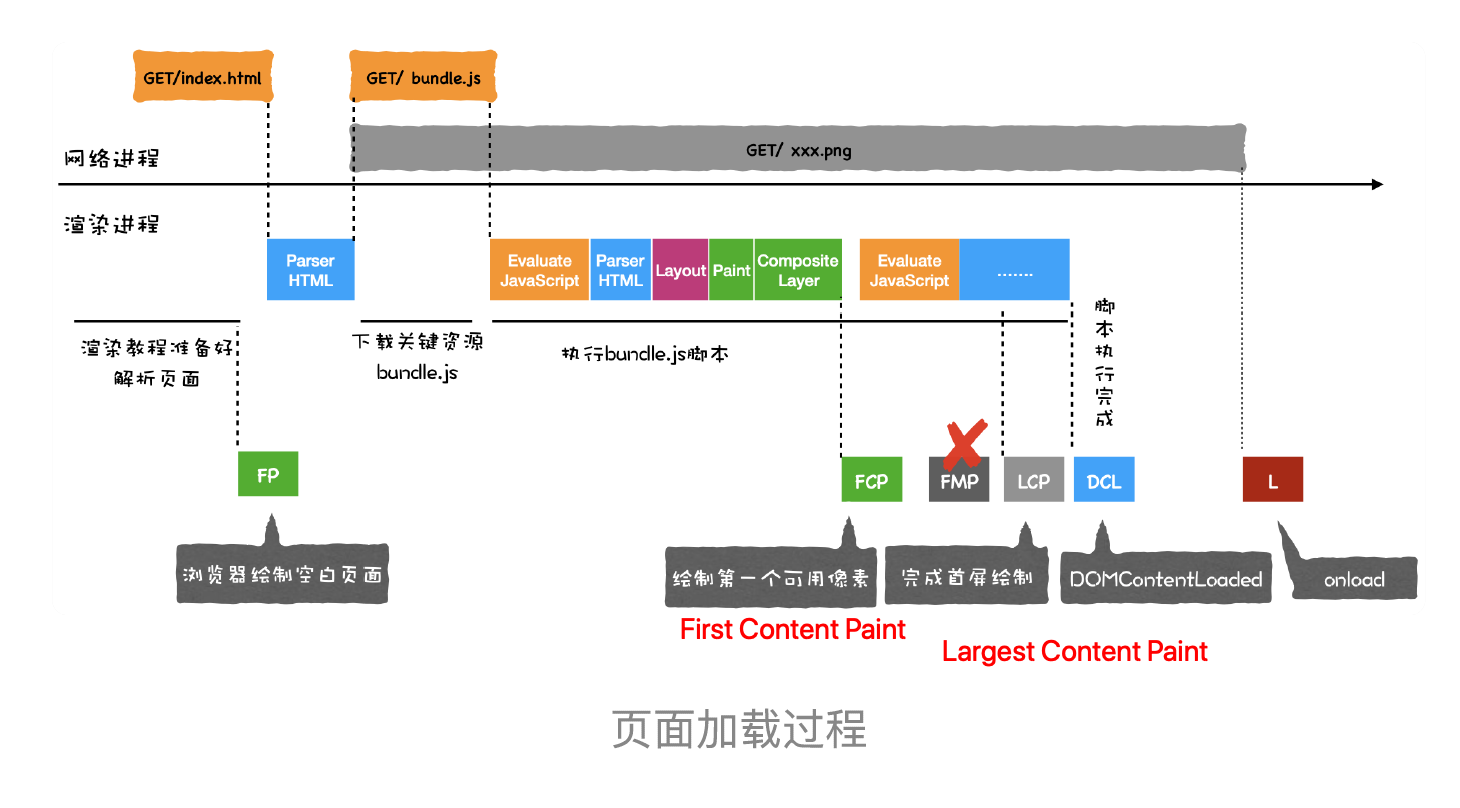 GET/index.html
GET/ bundle.js
GET/ xxx.png
网络进程
渲染进程
Parser
HTML
Evaluate
JavaScript
Parser
HTML
Layout
Paint
Composite
Layer
Evaluate
JavaScript
.......
渲染教程准备好
解析页面
下载关键资源
bundle.js
执行bundle.js脚本
脚本执行完成
FP
FCP
FMP
LCP
DCL
L
浏览器绘制空白页面
绘制第一个可用像素
完成首屏绘制
DOMContentLoaded
onload
First Content Paint
Largest Content Paint
页面加载过程